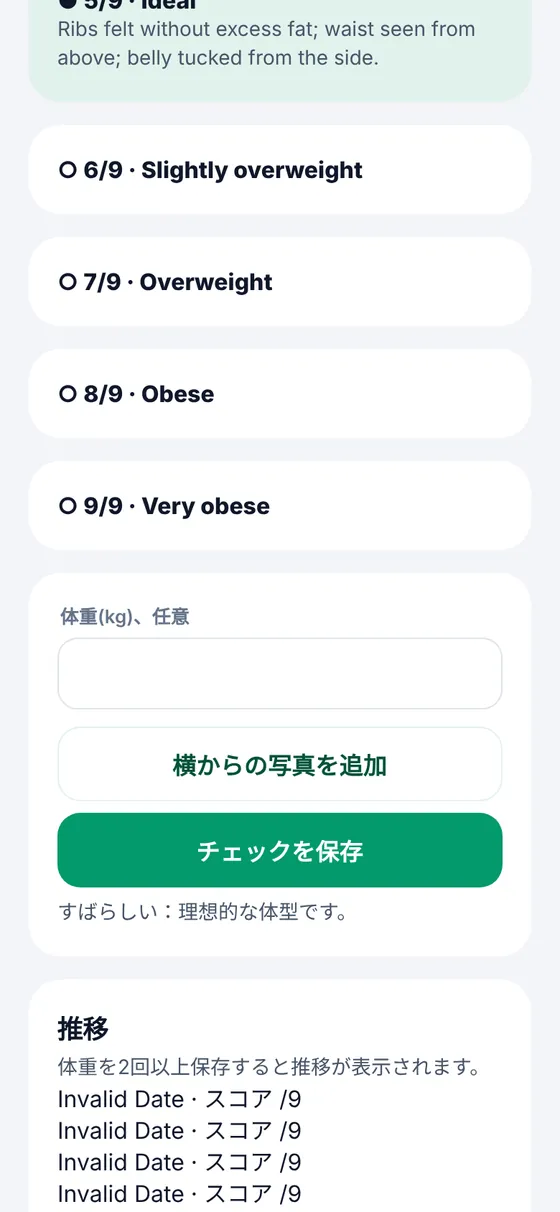 ● 5/9 · Ideal
Ribs felt without excess fat; waist seen from
above; belly tucked from the side.
○ 6/9 · Slightly overweight
○ 7/9 · Overweight
○ 8/9 · Obese
○ 9/9 · Very obese
体重(kg)、任意
横からの写真を追加
チェックを保存
すばらしい：理想的な体型です。
推移
体重を2回以上保存すると推移が表示されます。
Invalid Date · スコア /9
Invalid Date · スコア /9
Invalid Date · スコア /9
Invalid Date · スコア /9